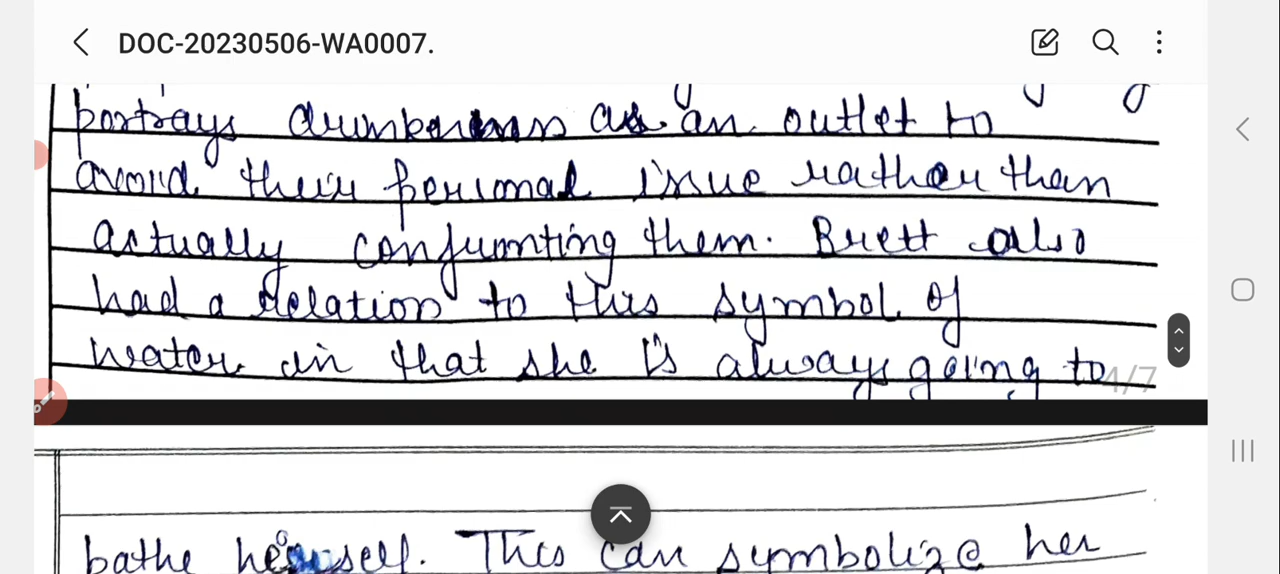 DOC-20230506-WA0007.
portrays drunkenness as an outlet to
avoid their personal issue rather than
actually confronting them. Brett also
had a relation to this symbol of
water in that she is always going to
4/7
bathe herself. This can symbolize her